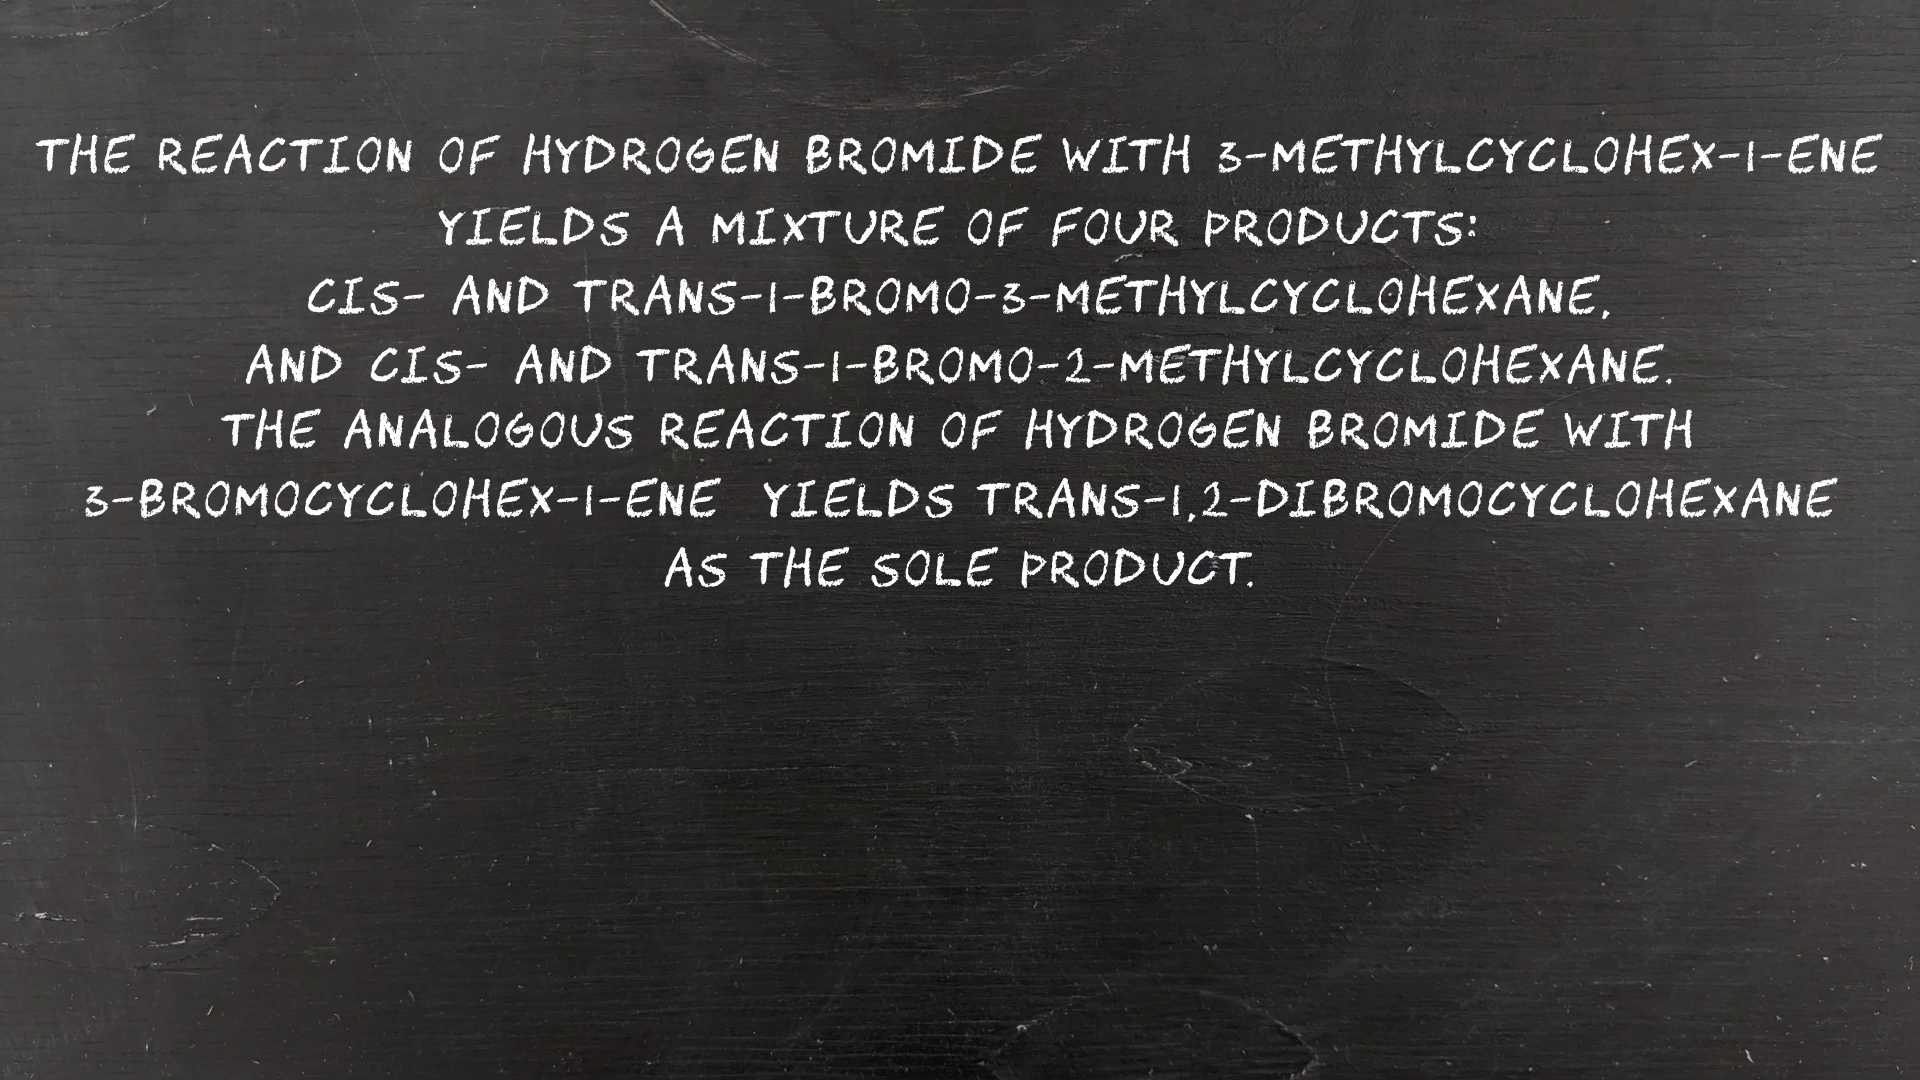 THE REACTION OF HYDROGEN BROMIDE WITH 3-METHYLCYCLOHEX-1-ENE
YIELDS A MIXTURE OF FOUR PRODUCTS:
CIS- AND TRANS-1-BROMO-3-METHYLCYCLOHEXANE,
AND CIS- AND TRANS-1-BROMO-2-METHYLCYCLOHEXANE.
THE ANALOGOUS REACTION OF HYDROGEN BROMIDE WITH
3-BROMOCYCLOHEX-1-ENE YIELDS TRANS-1,2-DIBROMOCYCLOHEXANE
AS THE SOLE PRODUCT.